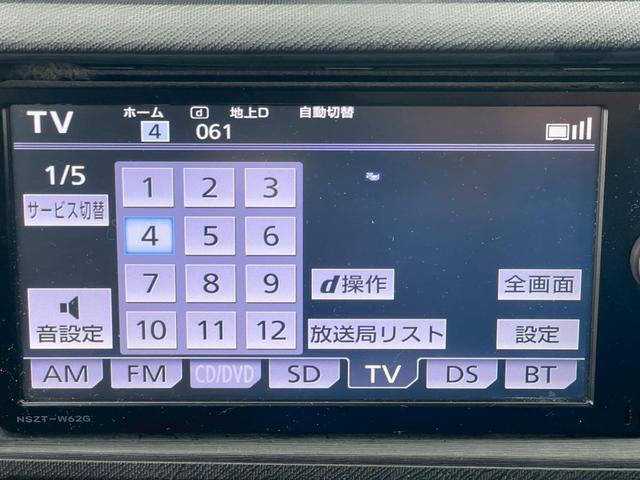 TV ホーム d 地上D 自動切替
4 061
1/5
サービス切替
1 2 3
4 5 6
7 8 9
10 11 12
d操作 全画面
音設定
放送局リスト 設定
AM FM CD/DVD SD TV DS BT
NSZT-W62G